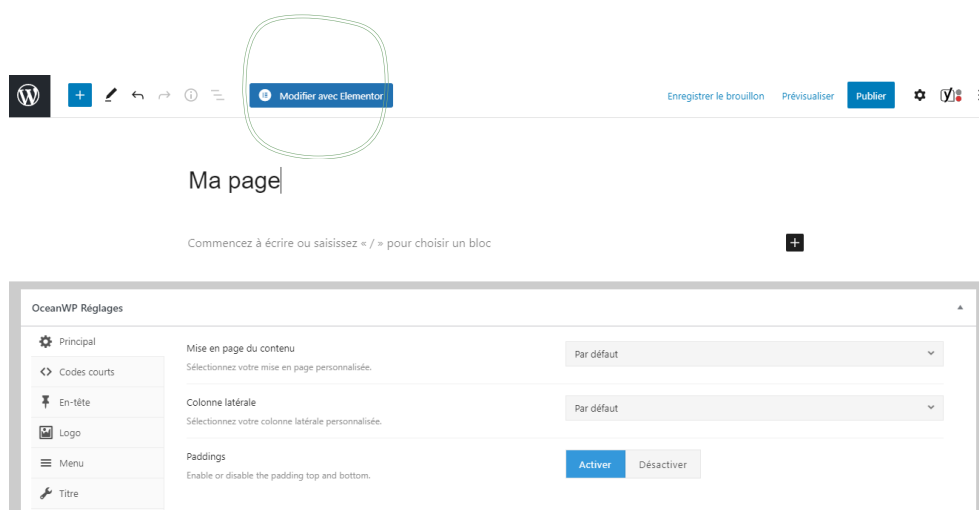 Modifier avec Elementor
Enregistrer le brouillon Prévisualiser Publier
Ma page
Commencez à écrire ou saisissez « / » pour choisir un bloc
OceanWP Réglages
Principal
Codes courts
En-tête
Logo
Menu
Titre
Mise en page du contenu
Sélectionnez votre mise en page personnalisée.
Par défaut
Colonne latérale
Sélectionnez votre colonne latérale personnalisée.
Par défaut
Paddings
Enable or disable the padding top and bottom.
Activer Désactiver